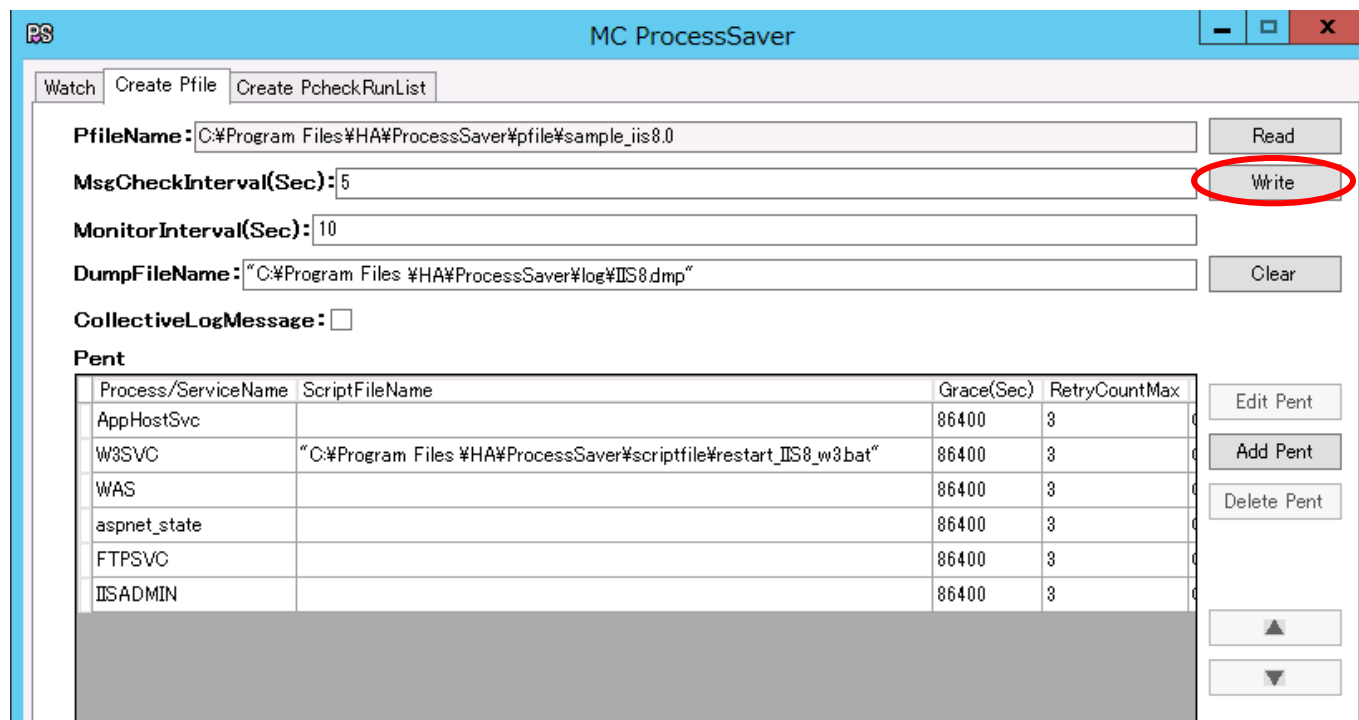 PS MC ProcessSaver
Watch Create Pfile Create PcheckRunList
PfileName: C:¥Program Files¥HA¥ProcessSaver¥pfile¥sample_iis8.0 Read
MsgCheckInterval(Sec): 5 Write
MonitorInterval(Sec): 10
DumpFileName: "C:¥Program Files ¥HA¥ProcessSaver¥log¥IIS8.dmp" Clear
CollectiveLogMessage:
Pent
Process/ServiceName ScriptFileName Grace(Sec) RetryCountMax
Edit Pent
AppHostSvc 86400 3
W3SVC "C:¥Program Files ¥HA¥ProcessSaver¥scriptfile¥restart_IIS8_w3.bat" 86400 3 Add Pent
WAS 86400 3
Delete Pent
aspnet_state 86400 3
FTPSVC 86400 3
IISADMIN 86400 3